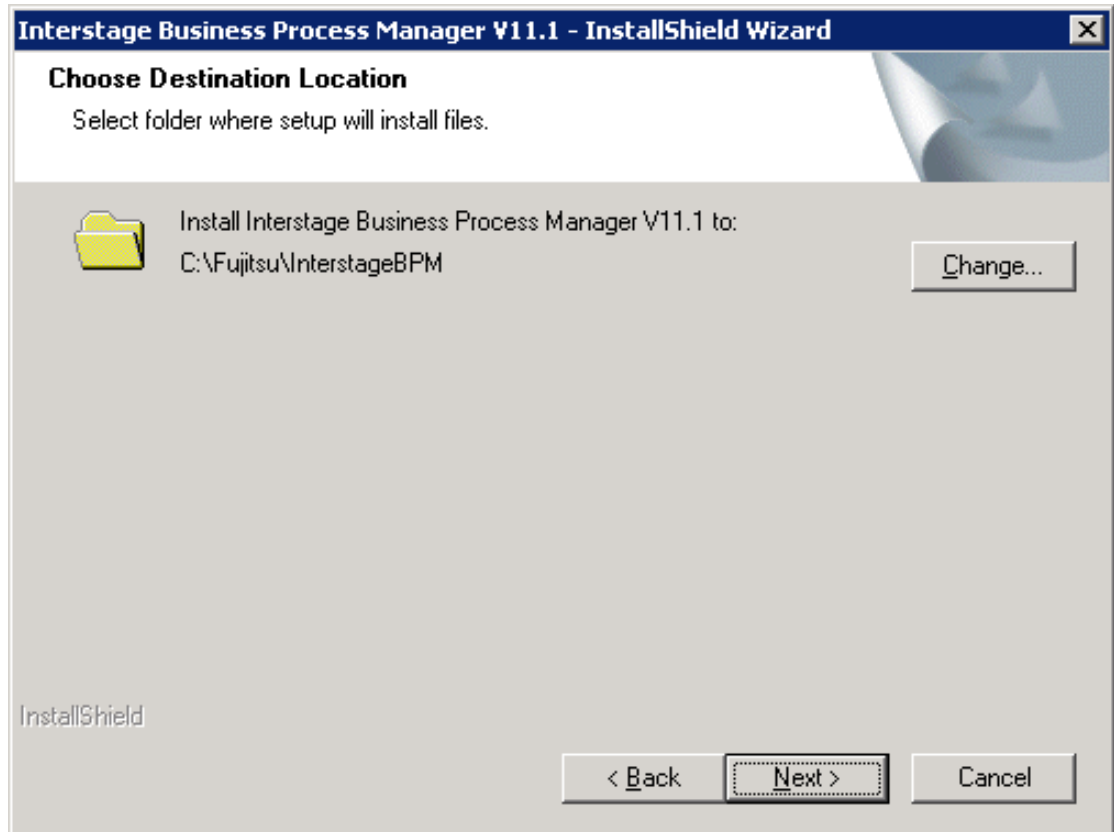 Interstage Business Process Manager V11.1 - InstallShield Wizard
Choose Destination Location
Select folder where setup will install files.
Install Interstage Business Process Manager V11.1 to:
C:\Fujitsu\InterstageBPM
Change...
InstallShield
< Back
Next >
Cancel